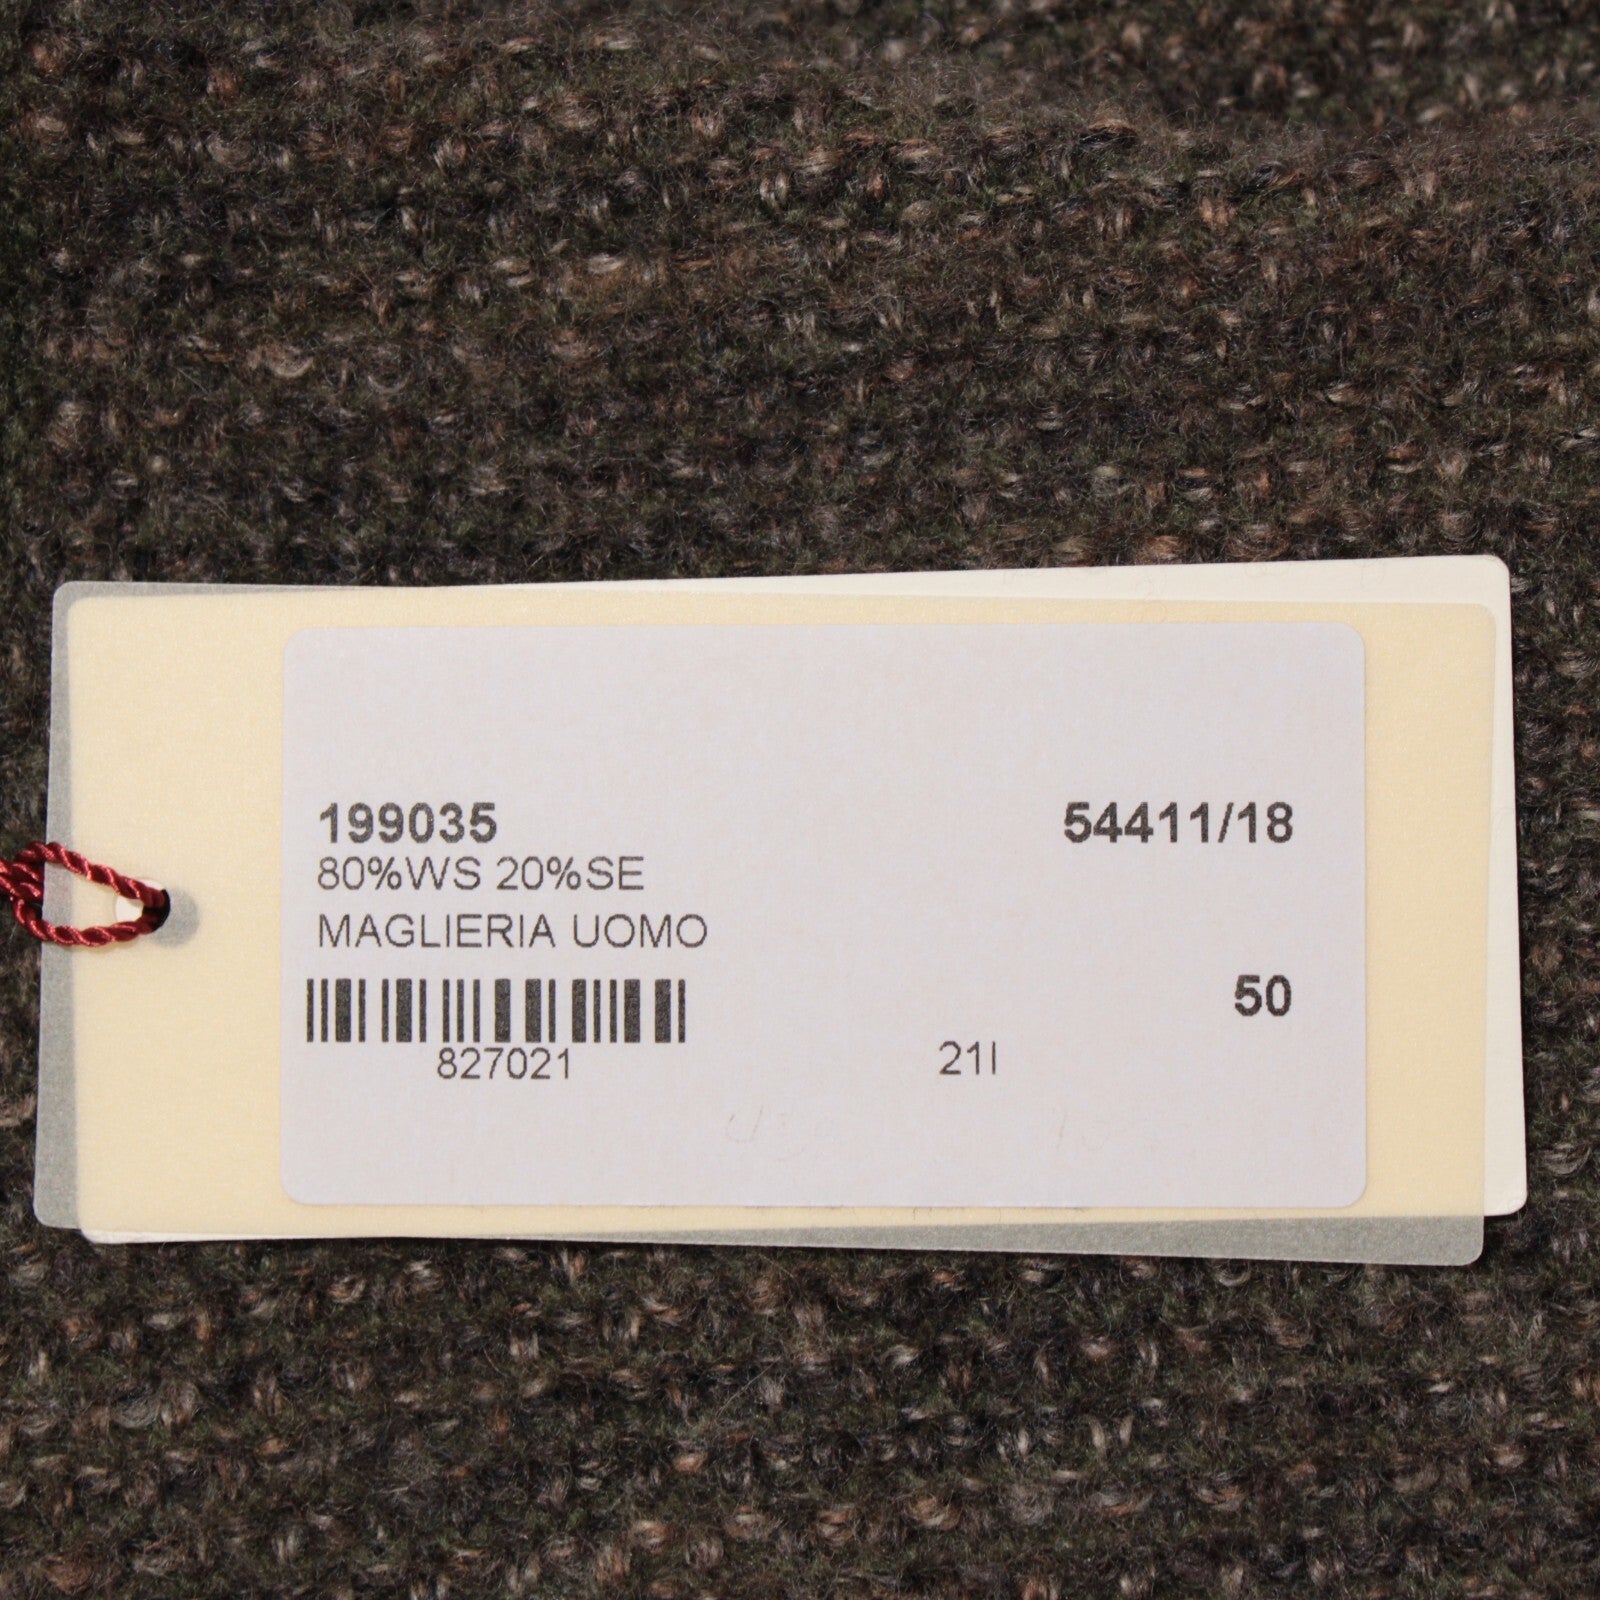 199035 54411/18
80%WS 20%SE
MAGLIERIA UOMO
50
827021 21I